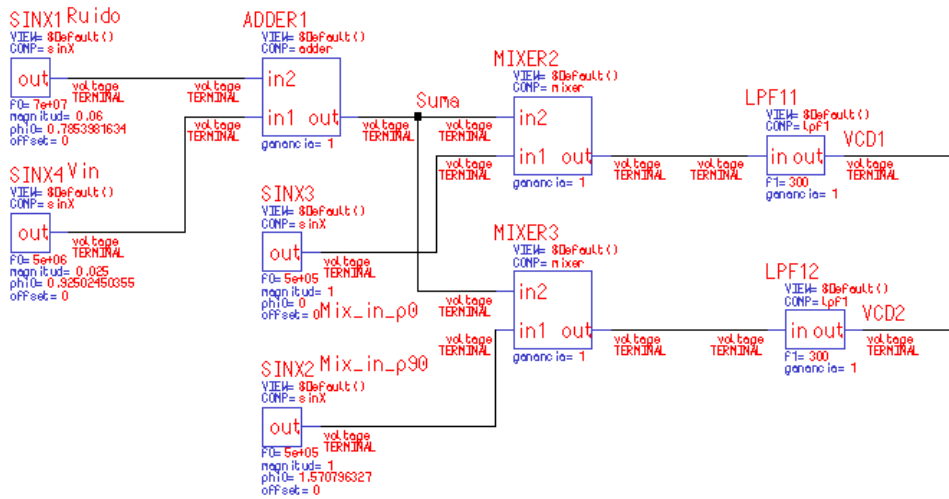 SINX1 Ruido
VIEW= $Default()
COMP= sinX
out
voltage
TERMINAL
f0= 7e+07
magnitud= 0.06
phi0= 0.7853981634
offset= 0
ADDER1
VIEW= $Default()
COMP= adder
voltage
TERMINAL
in2
in1 out
voltage
TERMINAL
ganancia= 1
voltage
TERMINAL
Suma
SINX4 Vin
VIEW= $Default()
COMP= sinX
out
voltage
TERMINAL
f0= 5e+06
magnitud= 0.025
phi0= 0.92502450355
offset= 0
MIXER2
VIEW= $Default()
COMP= mixer
voltage
TERMINAL
in2
in1 out
voltage
TERMINAL
ganancia= 1
voltage
TERMINAL
LPF11
VIEW= $Default()
COMP= lpf1
voltage
TERMINAL
in out
f1= 300
ganancia= 1
VCD1
voltage
TERMINAL
SINX3
VIEW= $Default()
COMP= sinX
out
voltage
TERMINAL
f0= 5e+05
magnitud= 1
phi0= 0
offset= 0 Mix_in_p0
MIXER3
VIEW= $Default()
COMP= mixer
voltage
TERMINAL
in2
in1 out
voltage
TERMINAL
ganancia= 1
voltage
TERMINAL
LPF12
VIEW= $Default()
COMP= lpf1
voltage
TERMINAL
in out
f1= 300
ganancia= 1
VCD2
voltage
TERMINAL
SINX2 Mix_in_p90
VIEW= $Default()
COMP= sinX
out
voltage
TERMINAL
f0= 5e+05
magnitud= 1
phi0= 1.570796327
offset= 0